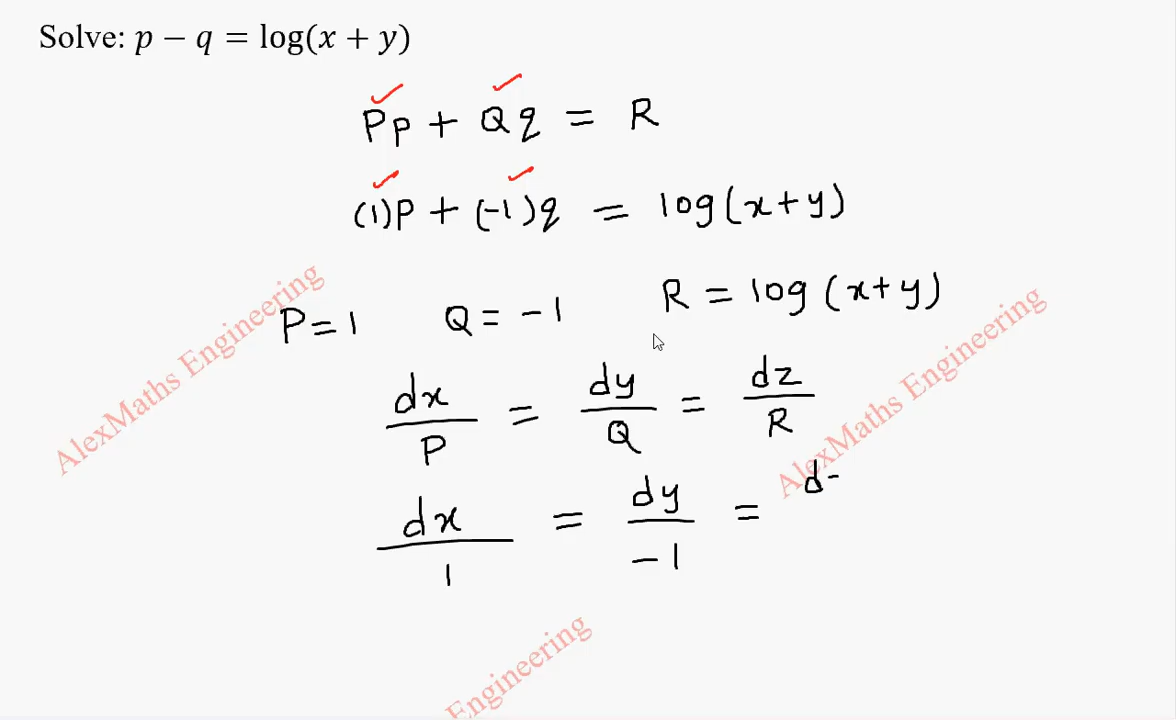 Solve: p − q = log(x + y)
Pp + Qq = R
(1)p + (-1)q = log(x+y)
P=1 Q = -1 R = log(x+y)
dx/P = dy/Q = dz/R
dx/1 = dy/-1 =
AlexMaths Engineering
AlexMaths Engineering
Engineering